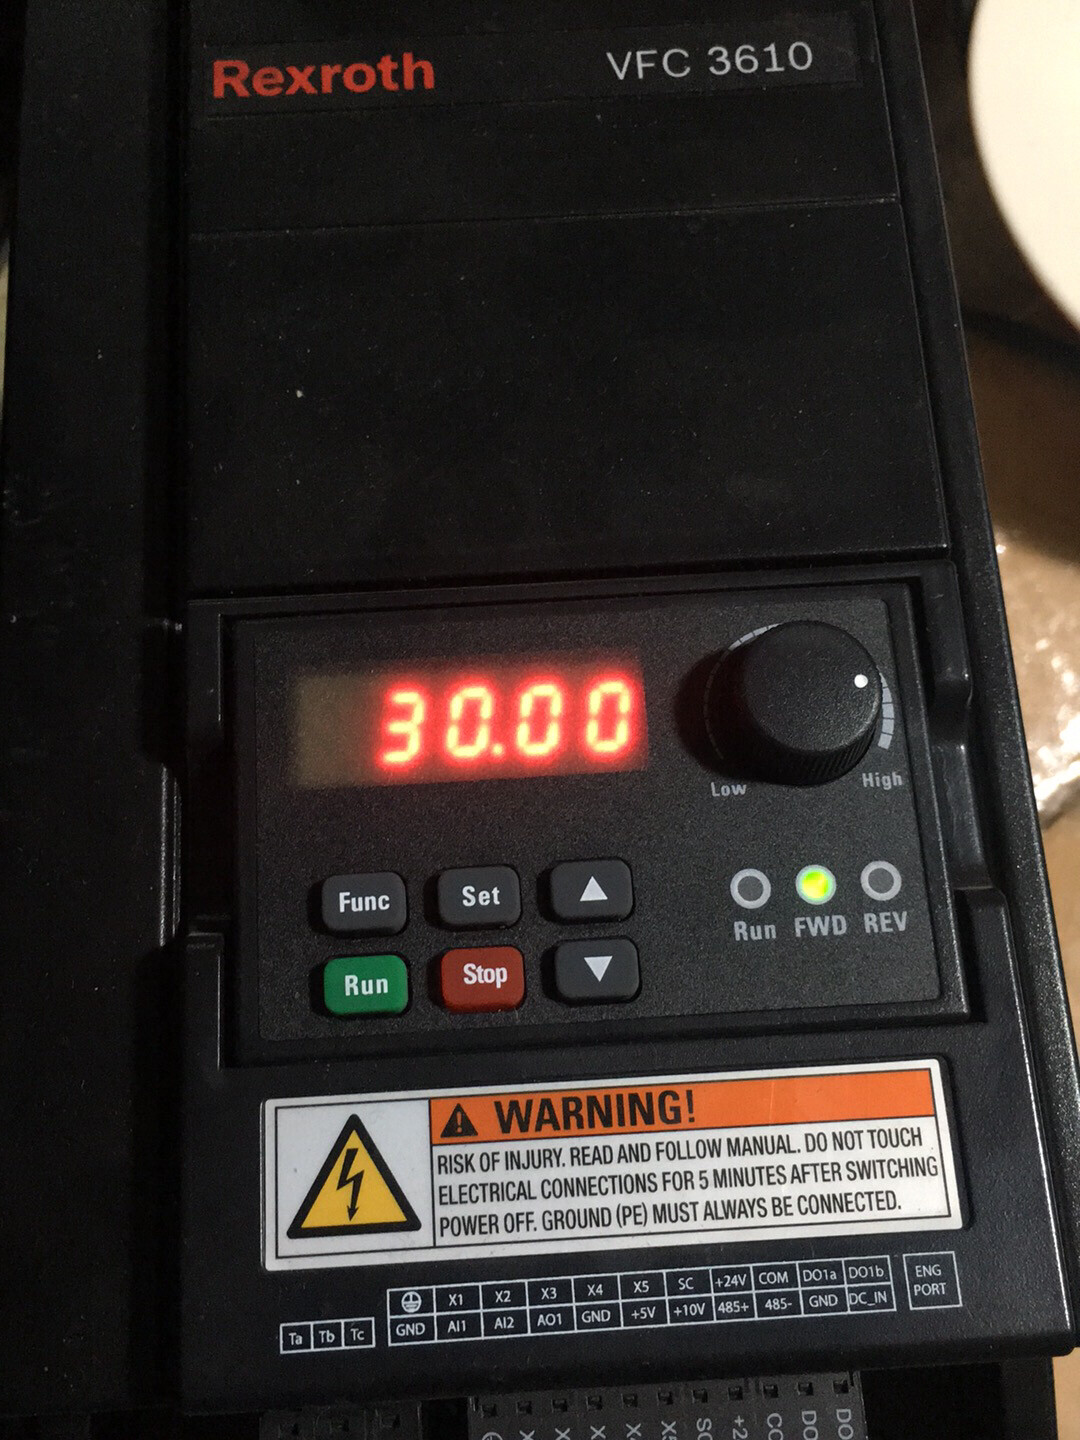 Rexroth VFC 3610
30.00
Low High
Func Set
Run Stop
Run FWD REV
WARNING!
RISK OF INJURY. READ AND FOLLOW MANUAL. DO NOT TOUCH
ELECTRICAL CONNECTIONS FOR 5 MINUTES AFTER SWITCHING
POWER OFF. GROUND (PE) MUST ALWAYS BE CONNECTED.
X1 X2 X3 X4 X5 SC +24V COM DO1a DO1b
Ta Tb Tc GND AI1 AI2 AO1 GND +5V +10V 485+ 485- GND DC_IN
ENG
PORT